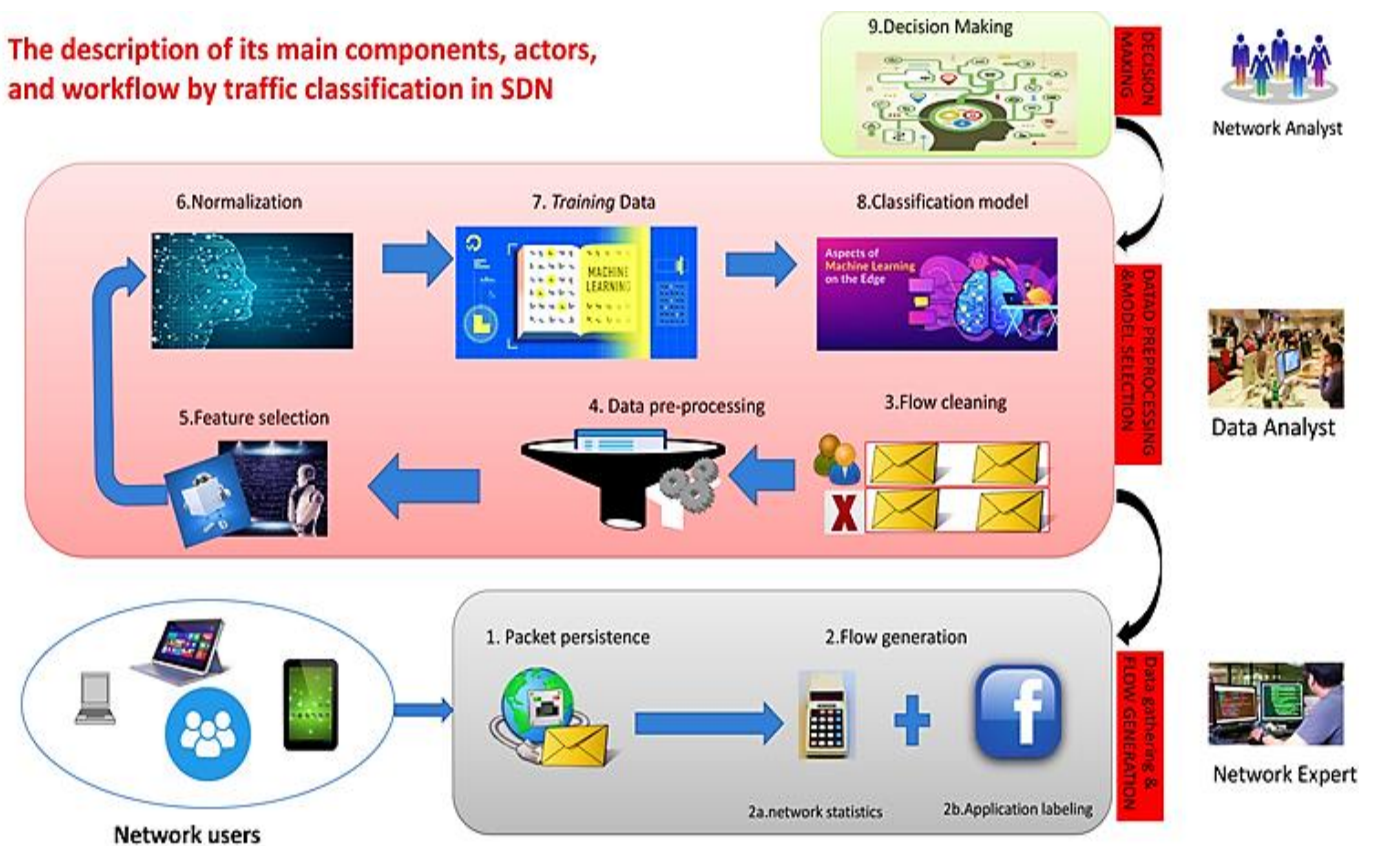 The description of its main components, actors,
and workflow by traffic classification in SDN
9.Decision Making
DECISION
MAKING
Network Analyst
6.Normalization
7. Training Data
8.Classification model
MACHINE
LEARNING
Aspects of
Machine Learning
on the Edge
DATAD PREPROCESSING
&MODEL SELECTION
Data Analyst
5.Feature selection
4. Data pre-processing
3.Flow cleaning
X
1. Packet persistence
2.Flow generation
f
2a.network statistics
2b.Application labeling
Data gathering &
FLOW GENERATION
Network Expert
Network users